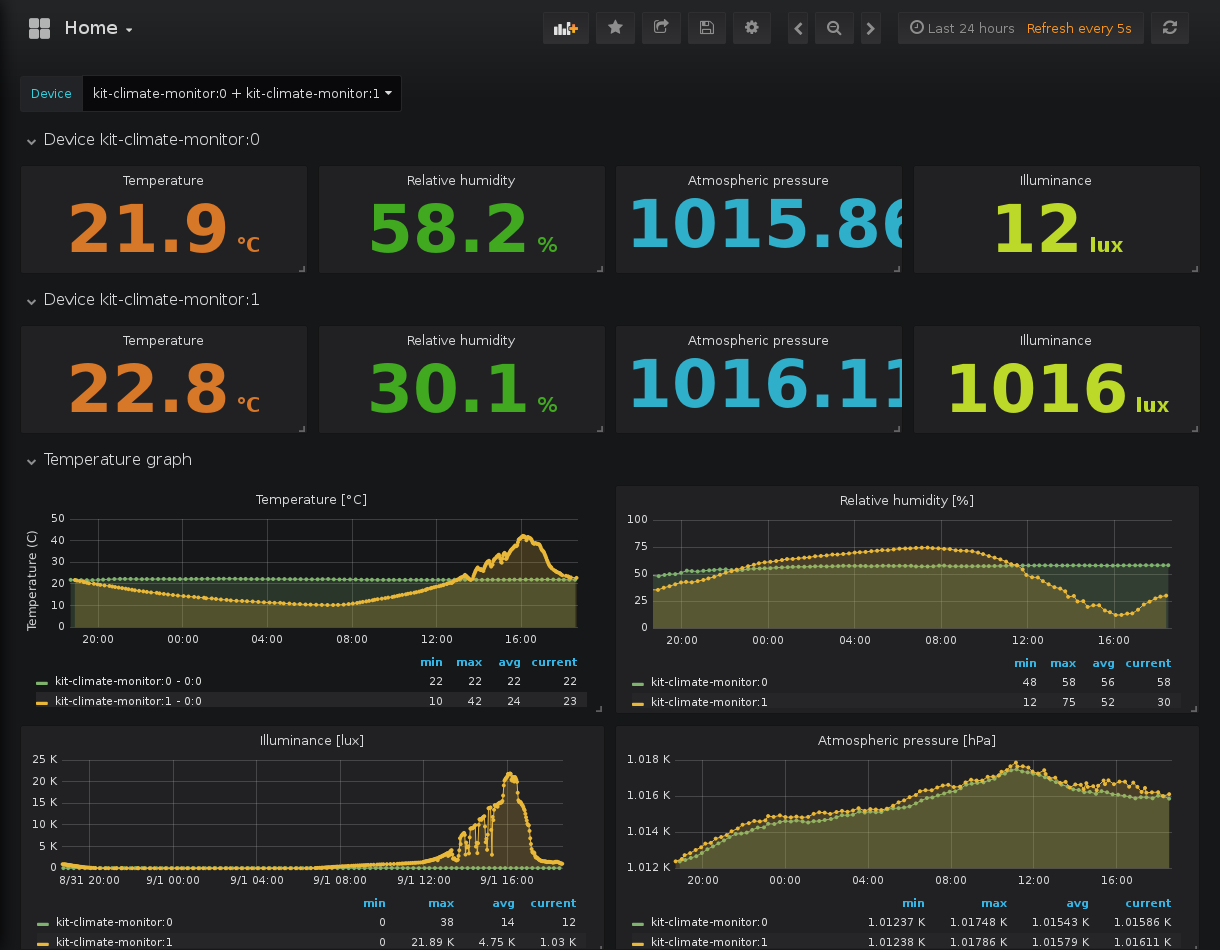 Home
Last 24 hours Refresh every 5s
Device kit-climate-monitor:0 + kit-climate-monitor:1
Device kit-climate-monitor:0
Temperature Relative humidity Atmospheric pressure Illuminance
21.9 °C 58.2 % 1015.86 12 lux
Device kit-climate-monitor:1
Temperature Relative humidity Atmospheric pressure Illuminance
22.8 °C 30.1 % 1016.11 1016 lux
Temperature graph
Temperature [°C]
Temperature (C)
50
40
30
20
10
0
20:00 00:00 04:00 08:00 12:00 16:00
min max avg current
kit-climate-monitor:0 - 0:0 22 22 22 22
kit-climate-monitor:1 - 0:0 10 42 24 23
Relative humidity [%]
100
75
50
25
0
20:00 00:00 04:00 08:00 12:00 16:00
min max avg current
kit-climate-monitor:0 48 58 56 58
kit-climate-monitor:1 12 75 52 30
Illuminance [lux]
25 K
20 K
15 K
10 K
5 K
0
8/31 20:00 9/1 00:00 9/1 04:00 9/1 08:00 9/1 12:00 9/1 16:00
min max avg current
kit-climate-monitor:0 0 38 14 12
kit-climate-monitor:1 0 21.89 K 4.75 K 1.03 K
Atmospheric pressure [hPa]
1.018 K
1.016 K
1.014 K
1.012 K
20:00 00:00 04:00 08:00 12:00 16:00
min max avg current
kit-climate-monitor:0 1.01237 K 1.01748 K 1.01543 K 1.01586 K
kit-climate-monitor:1 1.01238 K 1.01786 K 1.01579 K 1.01611 K